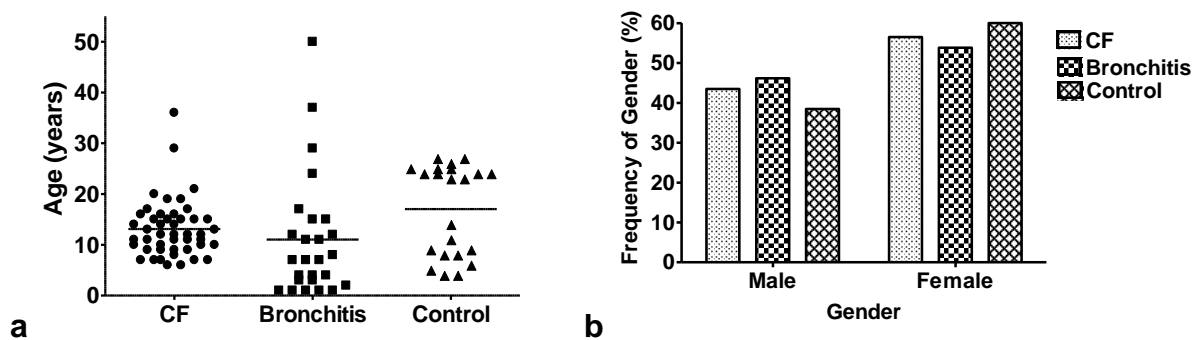 Age (years)
50
40
30
20
10
0
CF Bronchitis Control
a
Frequency of Gender (%)
60
50
40
30
20
10
0
Male Female
Gender
CF
Bronchitis
Control
b